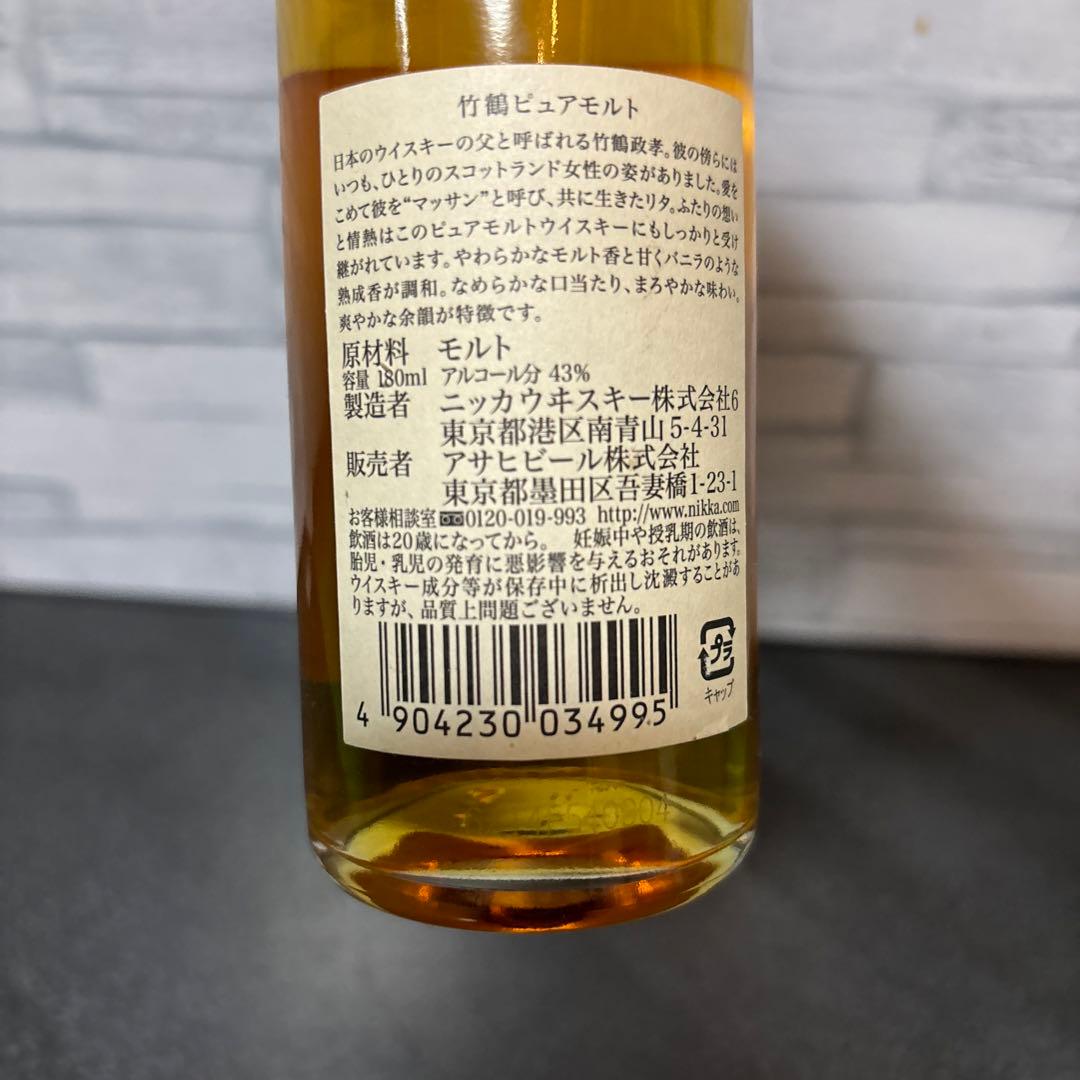 竹鶴ピュアモルト
日本のウイスキーの父と呼ばれる竹鶴政孝。彼の傍らには
いつも、ひとりのスコットランド女性の姿がありました。愛を
こめて彼を“マッサン”と呼び、共に生きたリタ。ふたりの想い
と情熱はこのピュアモルトウイスキーにもしっかりと受け
継がれています。やわらかなモルト香と甘くバニラのような
熟成香が調和。なめらかな口当たり、まろやかな味わい。
爽やかな余韻が特徴です。
原材料 モルト
容量 180ml アルコール分 43%
製造者 ニッカウヰスキー株式会社6
東京都港区南青山5-4-31
販売者 アサヒビール株式会社
東京都墨田区吾妻橋1-23-1
お客様相談室 0120-019-993 http://www.nikka.com
飲酒は20歳になってから。 妊娠中や授乳期の飲酒は、
胎児・乳児の発育に悪影響を与えるおそれがあります。
ウイスキー成分等が保存中に析出し沈澱することがあ
りますが、品質上問題ございません。
4 904230 034995
プラ
キャップ